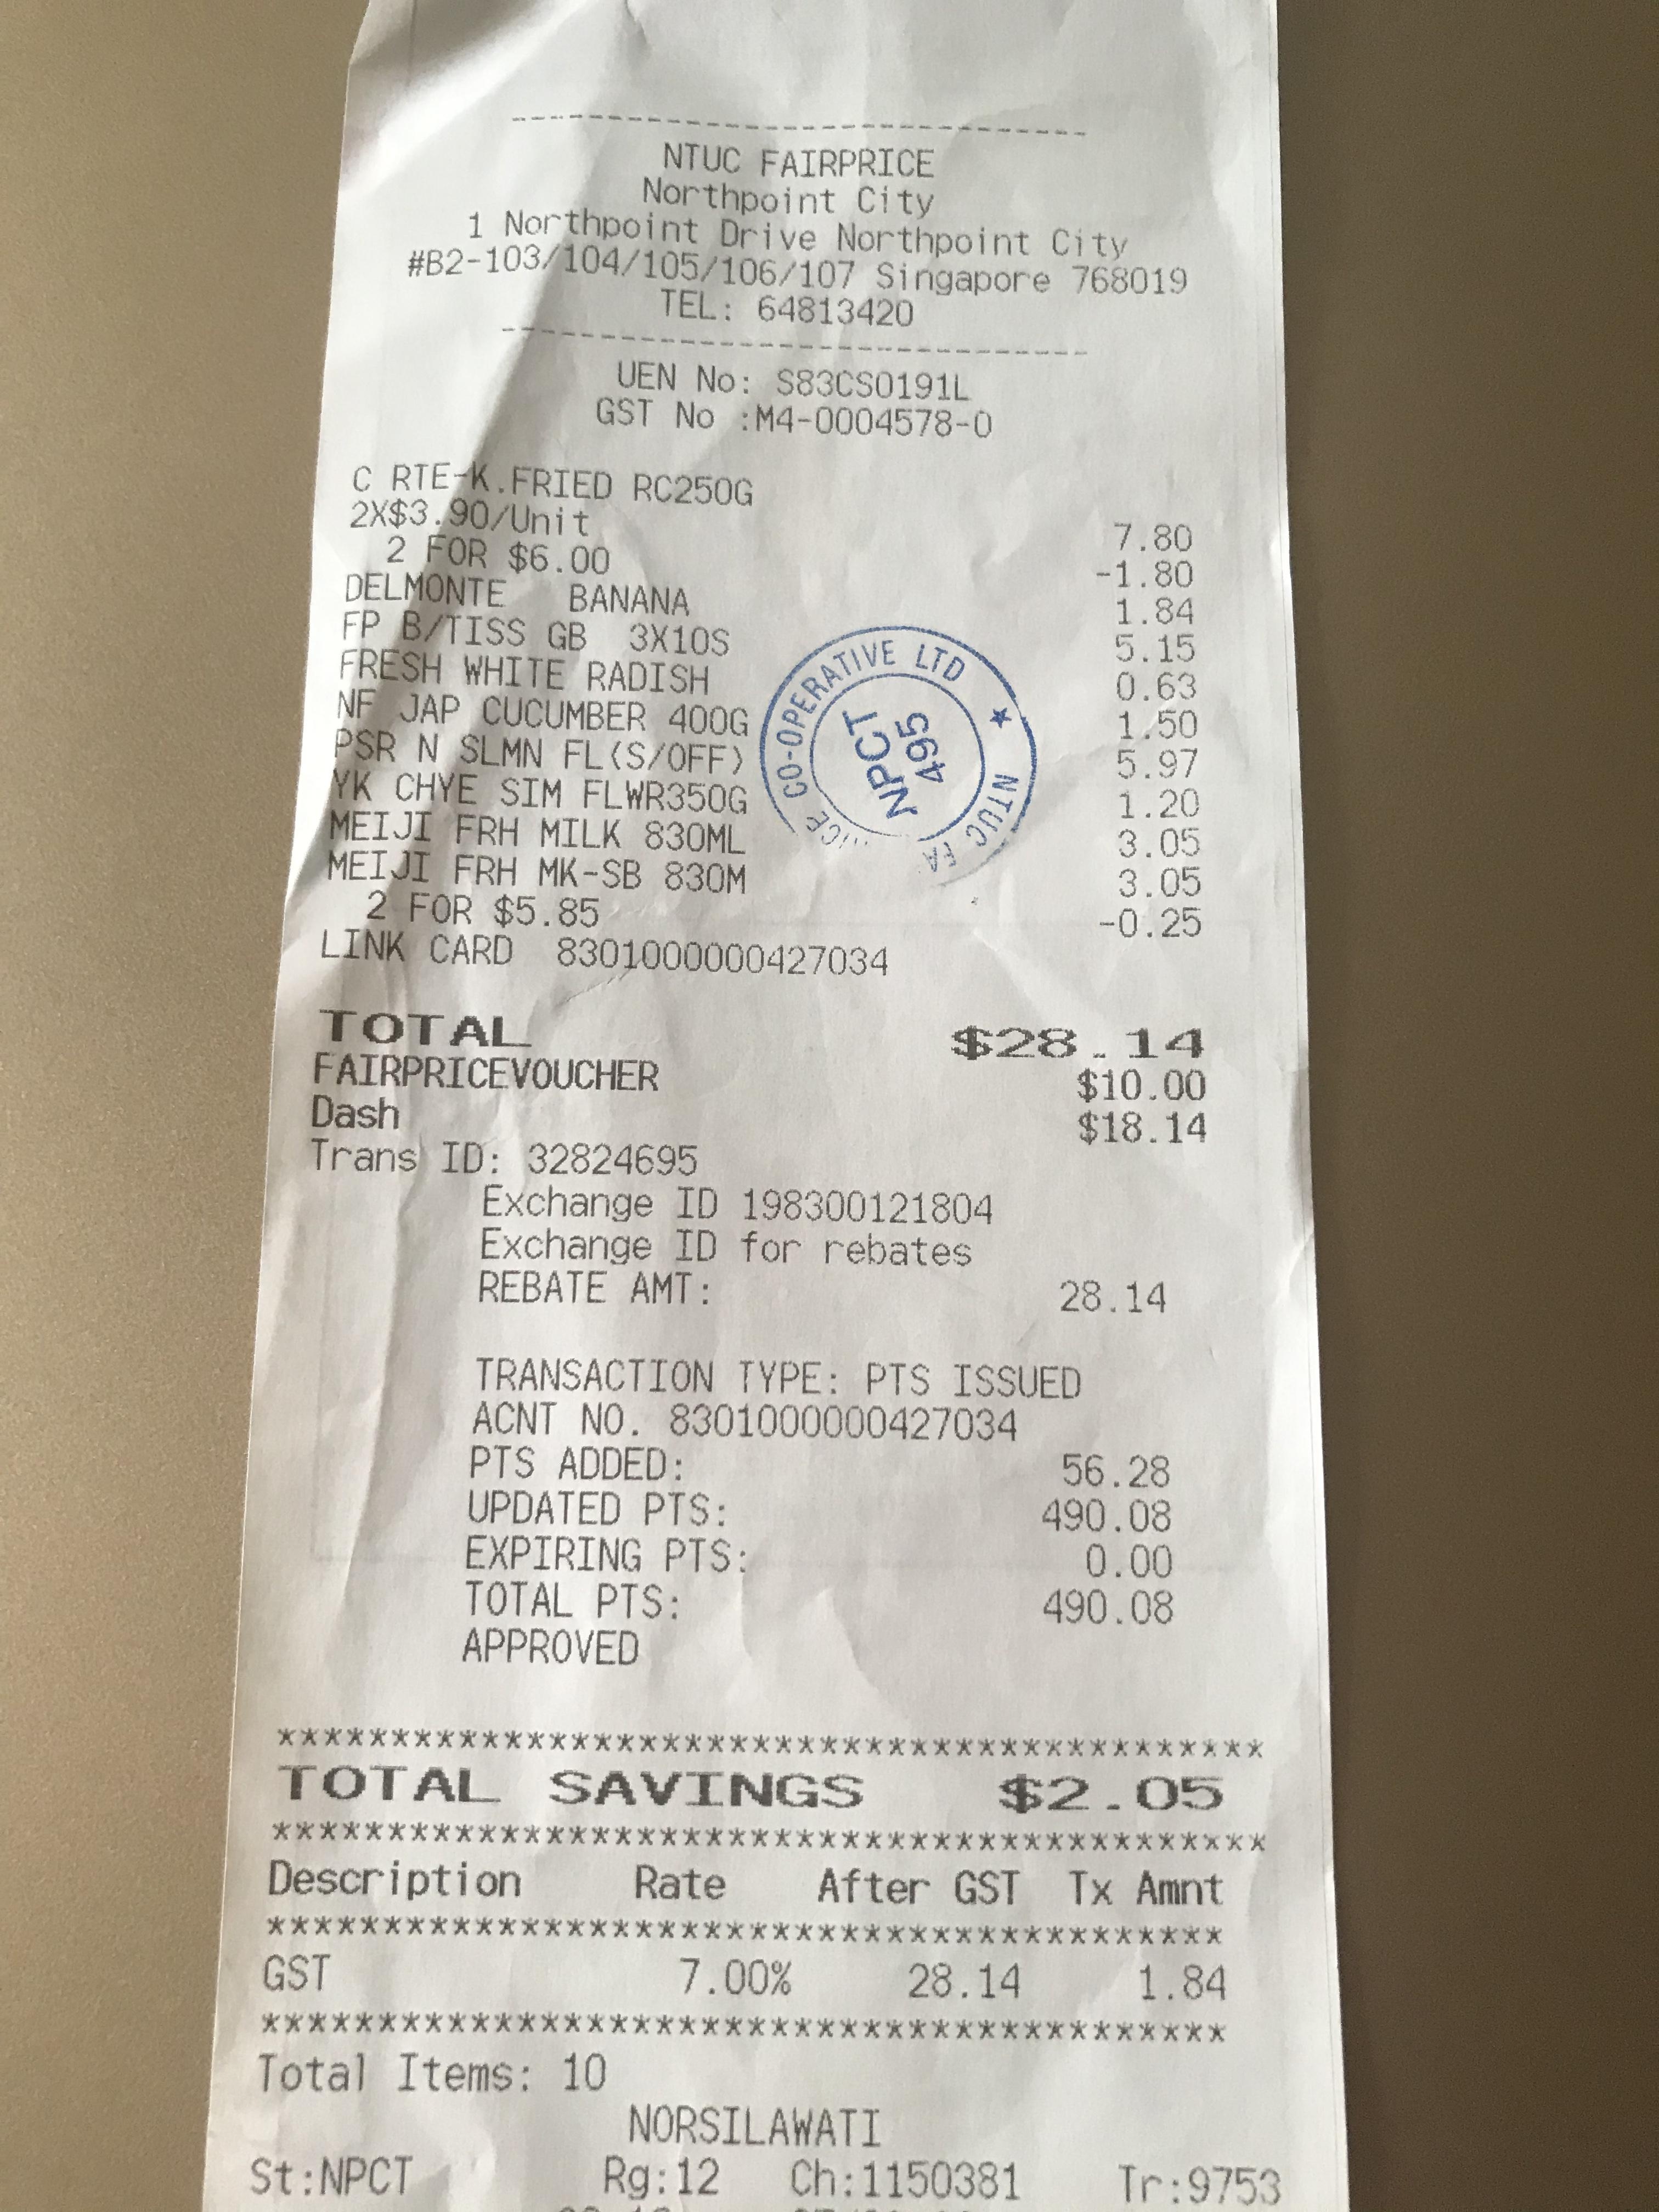 --------------------------------
NTUC FAIRPRICE
Northpoint City
1 Northpoint Drive Northpoint City
#B2-103/104/105/106/107 Singapore 768019
TEL: 64813420
--------------------------------
UEN No: S83CS0191L
GST No :M4-0004578-0
C RTE-K.FRIED RC250G
2X$3.90/Unit 7.80
2 FOR $6.00 -1.80
DELMONTE BANANA 1.84
FP B/TISS GB 3X10S 5.15
FRESH WHITE RADISH 0.63
NF JAP CUCUMBER 400G 1.50
PSR N SLMN FL(S/OFF) 5.97
YK CHYE SIM FLWR350G 1.20
MEIJI FRH MILK 830ML 3.05
MEIJI FRH MK-SB 830M 3.05
2 FOR $5.85 -0.25
LINK CARD 8301000000427034
CO-OPERATIVE LTD ★ NTUC FA
NPCT
495
TOTAL $28.14
FAIRPRICEVOUCHER $10.00
Dash $18.14
Trans ID: 32824695
Exchange ID 198300121804
Exchange ID for rebates
REBATE AMT: 28.14
TRANSACTION TYPE: PTS ISSUED
ACNT NO. 8301000000427034
PTS ADDED: 56.28
UPDATED PTS: 490.08
EXPIRING PTS: 0.00
TOTAL PTS: 490.08
APPROVED
*******************************************
TOTAL SAVINGS $2.05
*******************************************
Description Rate After GST Tx Amnt
*****************************************
GST 7.00% 28.14 1.84
*****************************************
Total Items: 10
NORSILAWATI
St:NPCT Rg:12 Ch:1150381 Tr:9753